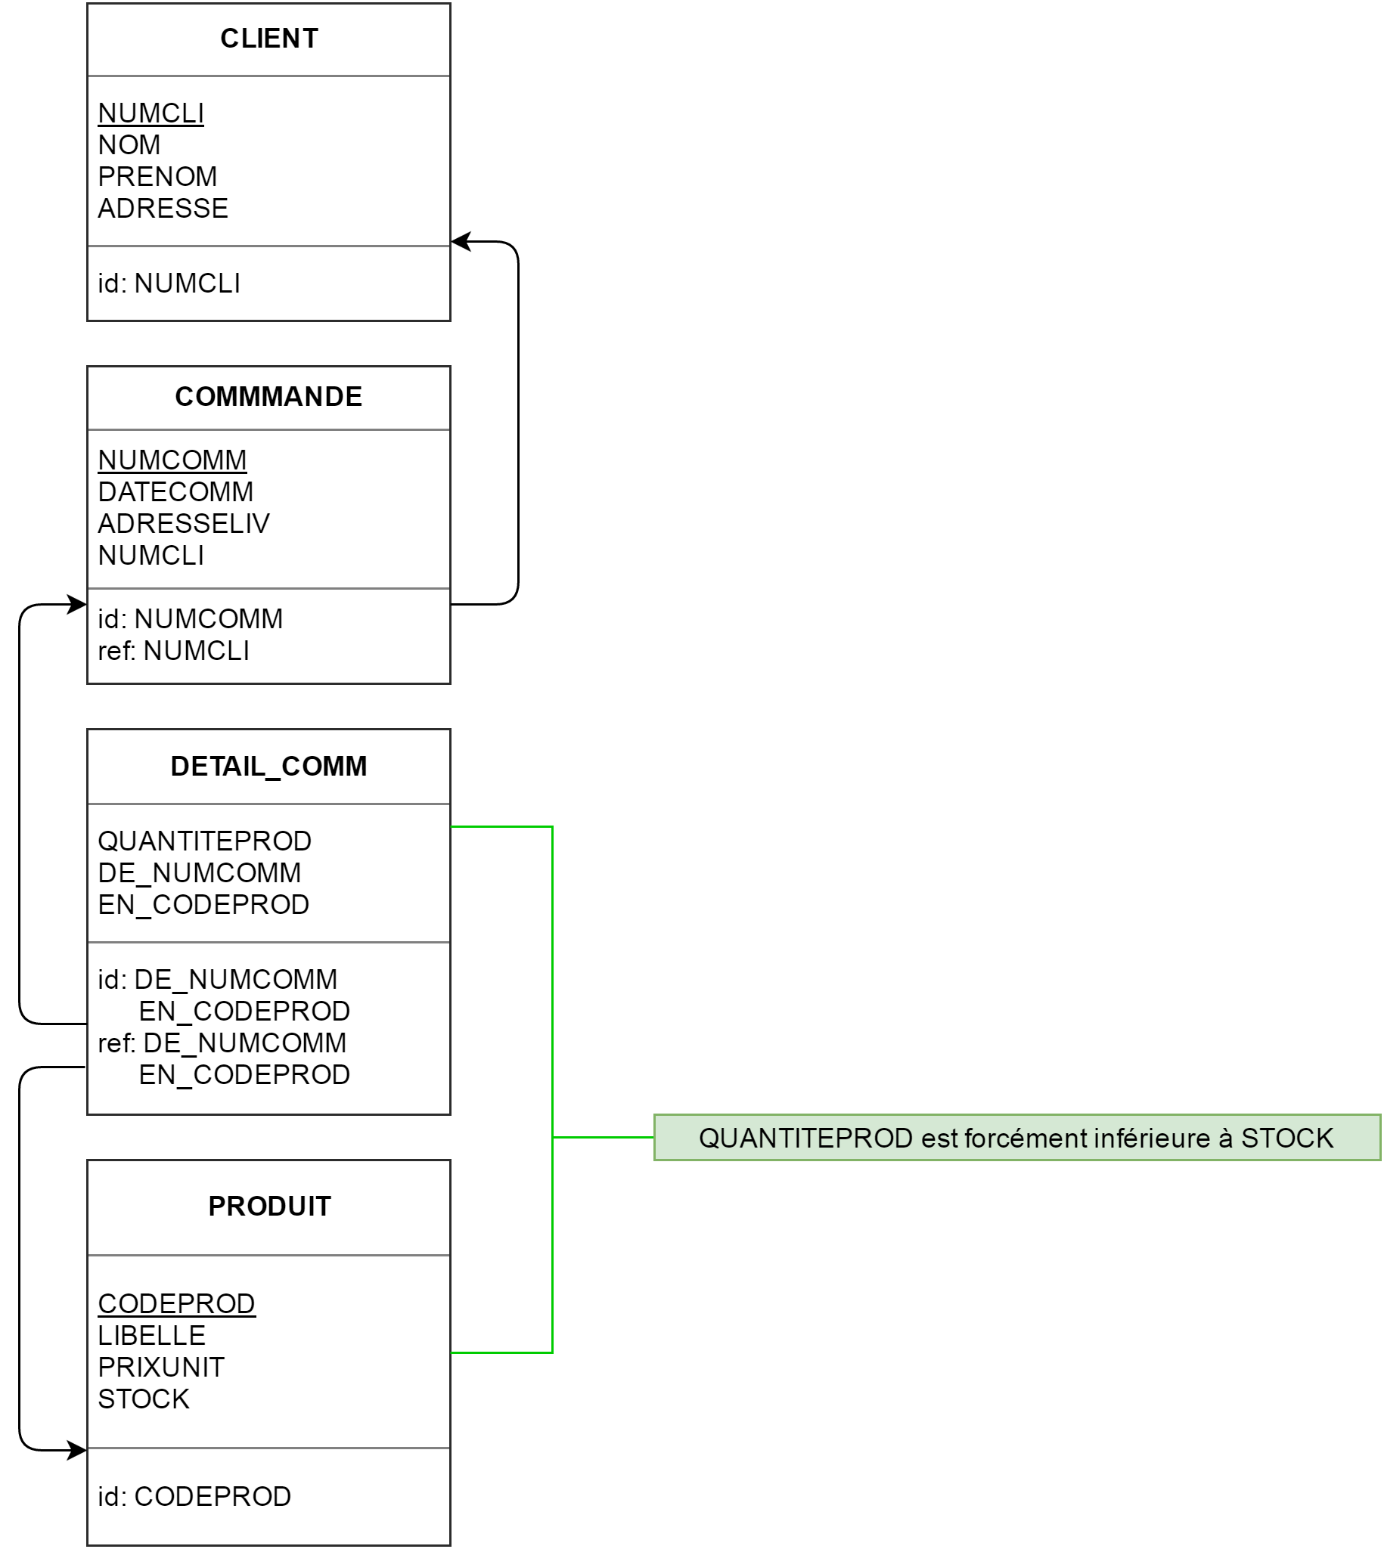 CLIENT
NUMCLI
NOM
PRENOM
ADRESSE
id: NUMCLI
COMMMANDE
NUMCOMM
DATECOMM
ADRESSELIV
NUMCLI
id: NUMCOMM
ref: NUMCLI
DETAIL_COMM
QUANTITEPROD
DE_NUMCOMM
EN_CODEPROD
id: DE_NUMCOMM
EN_CODEPROD
ref: DE_NUMCOMM
EN_CODEPROD
QUANTITEPROD est forcément inférieure à STOCK
PRODUIT
CODEPROD
LIBELLE
PRIXUNIT
STOCK
id: CODEPROD